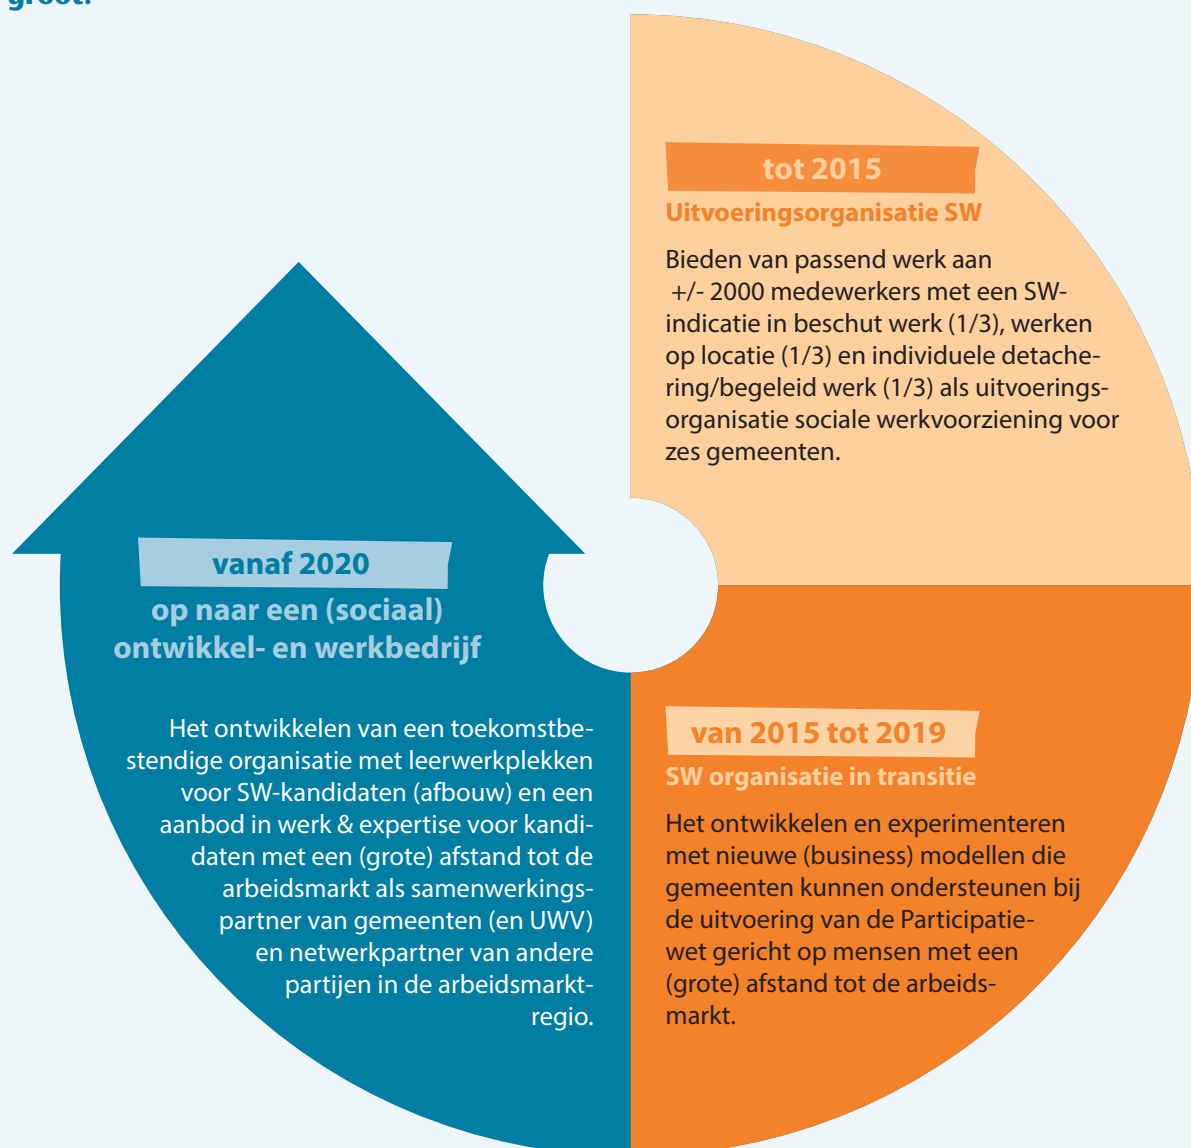 groot.
tot 2015
Uitvoeringsorganisatie SW
Bieden van passend werk aan
+/- 2000 medewerkers met een SW-
indicatie in beschut werk (1/3), werken
op locatie (1/3) en individuele detache-
ring/begeleid werk (1/3) als uitvoerings-
organisatie sociale werkvoorziening voor
zes gemeenten.
van 2015 tot 2019
SW organisatie in transitie
Het ontwikkelen en experimenteren
met nieuwe (business) modellen die
gemeenten kunnen ondersteunen bij
de uitvoering van de Participatie-
wet gericht op mensen met een
(grote) afstand tot de arbeids-
markt.
vanaf 2020
op naar een (sociaal)
ontwikkel- en werkbedrijf
Het ontwikkelen van een toekomstbe-
stendige organisatie met leerwerkplekken
voor SW-kandidaten (afbouw) en een
aanbod in werk & expertise voor kandi-
daten met een (grote) afstand tot de
arbeidsmarkt als samenwerkings-
partner van gemeenten (en UWV)
en netwerkpartner van andere
partijen in de arbeidsmarkt-
regio.